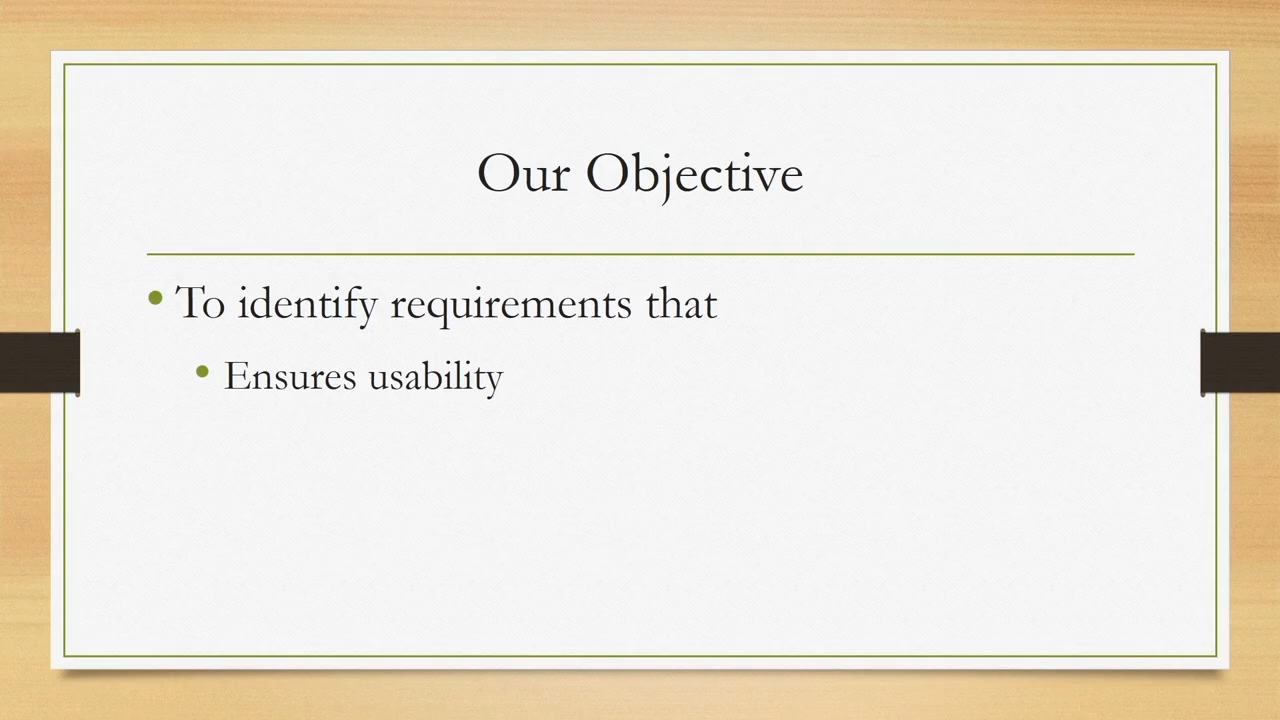 Our Objective
To identify requirements that
Ensures usability